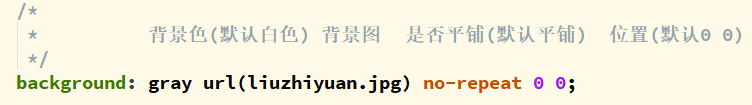 /*
* 背景色(默认白色) 背景图 是否平铺(默认平铺) 位置(默认0 0)
*/
background: gray url(liuzhiyuan.jpg) no-repeat 0 0;